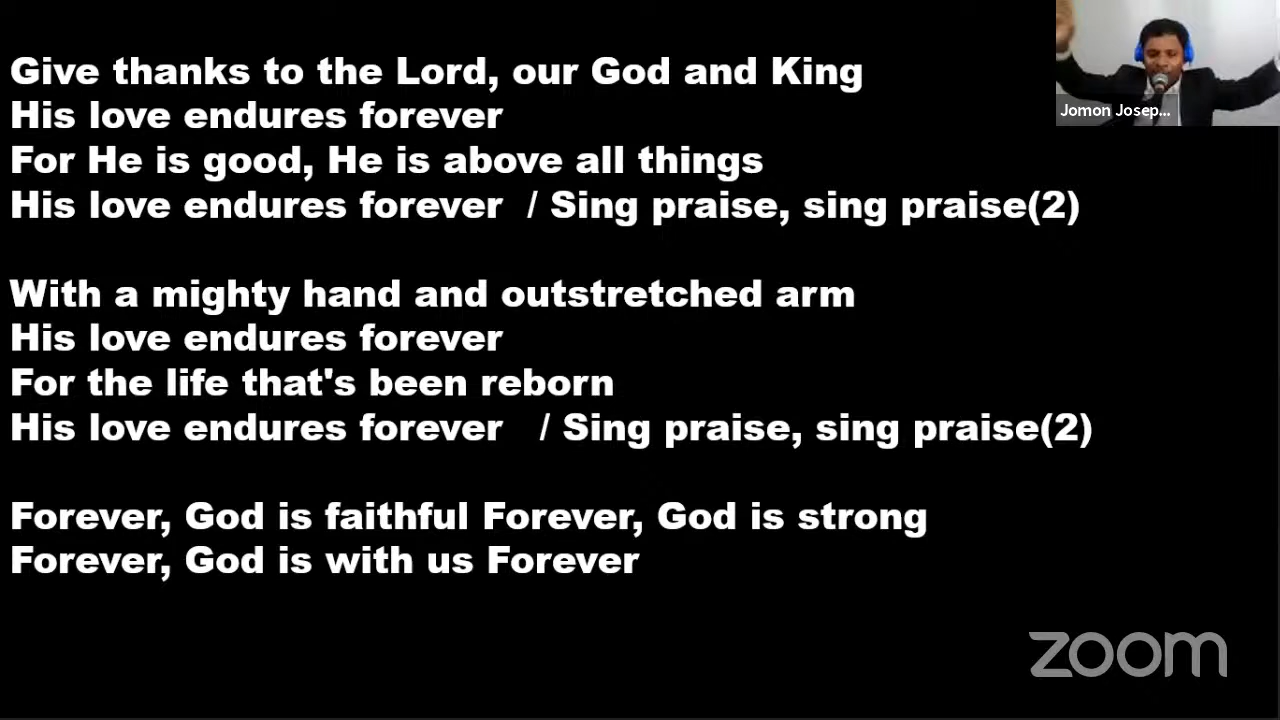 Give thanks to the Lord, our God and King
His love endures forever
For He is good, He is above all things
His love endures forever / Sing praise, sing praise(2)
With a mighty hand and outstretched arm
His love endures forever
For the life that's been reborn
His love endures forever / Sing praise, sing praise(2)
Forever, God is faithful Forever, God is strong
Forever, God is with us Forever
Jomon Josep...
zoom